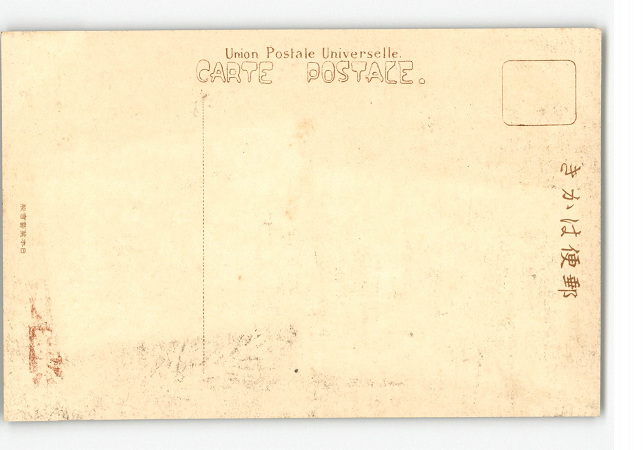 Union Postale Universelle.
CARTE POSTALE.
きかは便郵